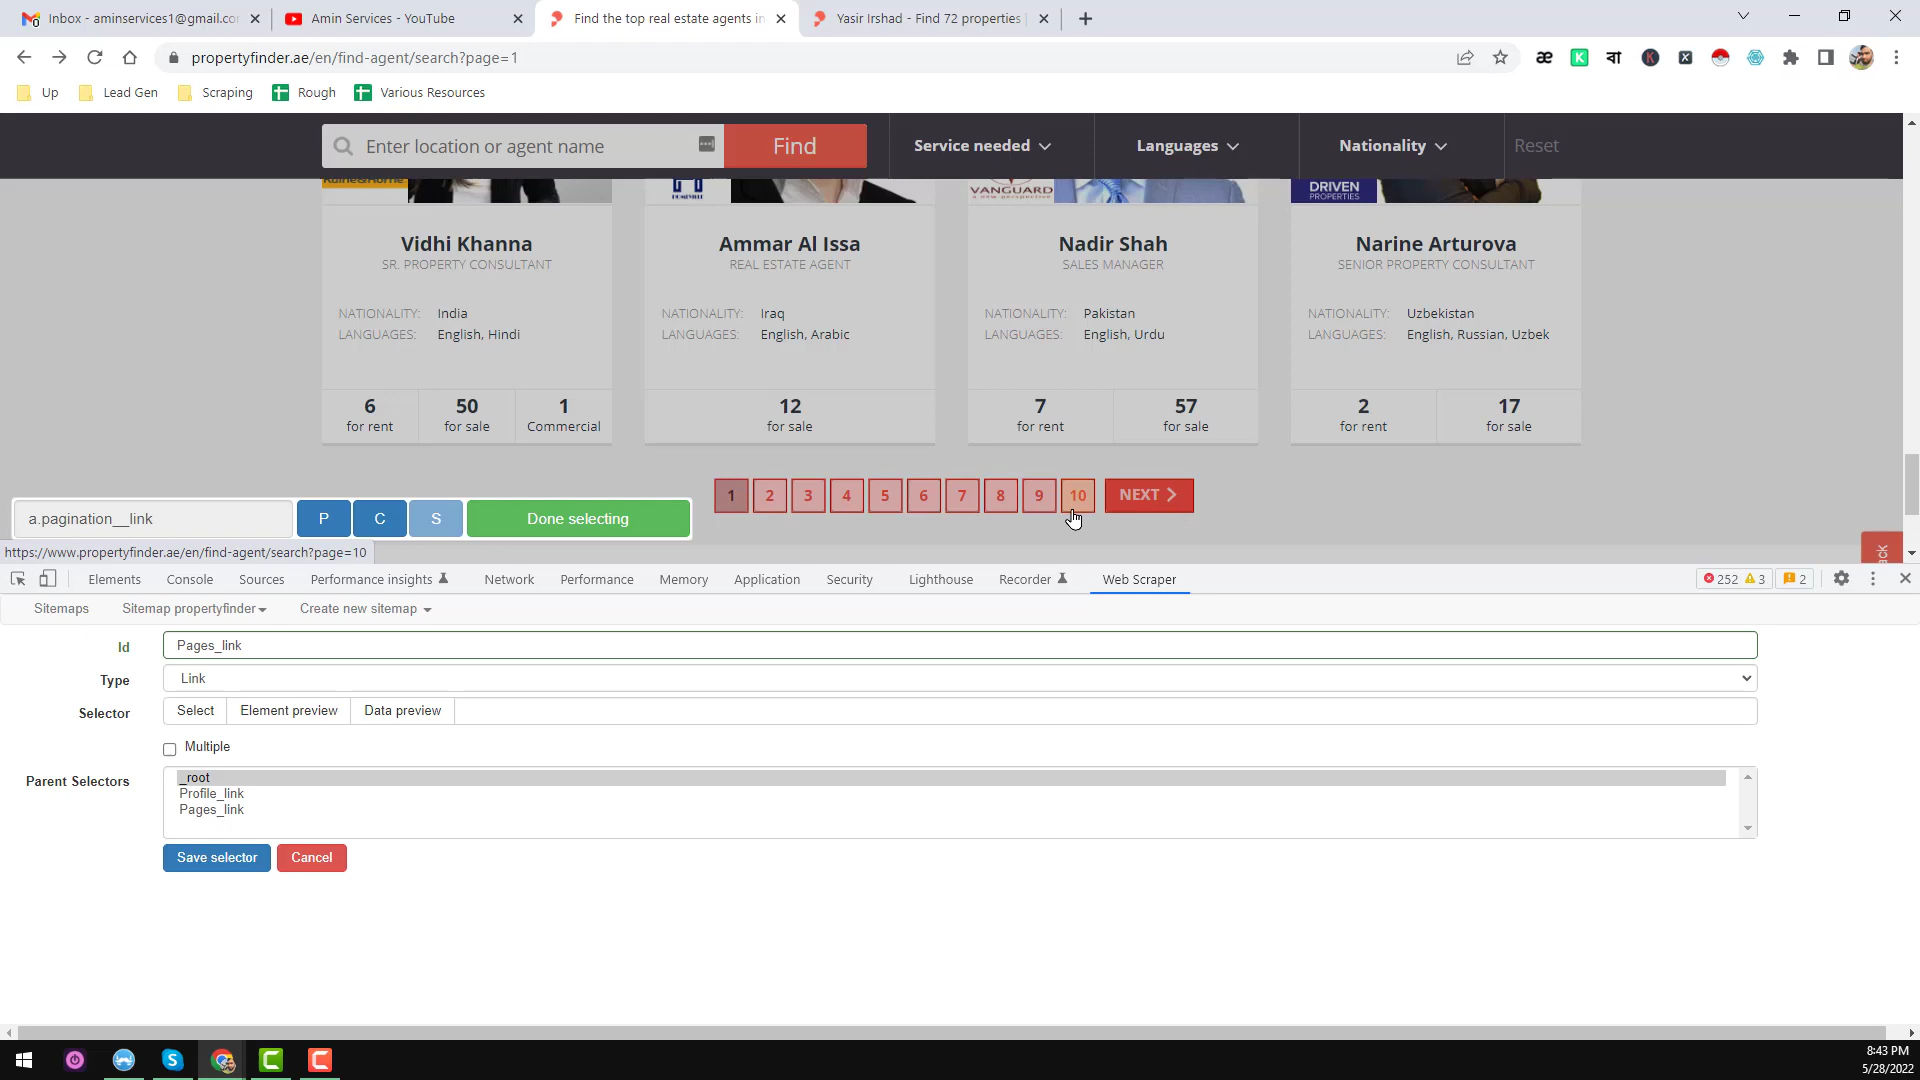 Inbox - aminservices1@gmail.co
Amin Services - YouTube
Find the top real estate agents in
Yasir Irshad - Find 72 properties
propertyfinder.ae/en/find-agent/search?page=1
Up
Lead Gen
Scraping
Rough
Various Resources
Enter location or agent name
Find
Service needed
Languages
Nationality
Reset
Raine&Horne
DOMEVILLE
VANGUARD
a new perspective
DRIVEN
PROPERTIES
Vidhi Khanna
SR. PROPERTY CONSULTANT
NATIONALITY: India
LANGUAGES: English, Hindi
6 50 1
for rent for sale Commercial
Ammar Al Issa
REAL ESTATE AGENT
NATIONALITY: Iraq
LANGUAGES: English, Arabic
12
for sale
Nadir Shah
SALES MANAGER
NATIONALITY: Pakistan
LANGUAGES: English, Urdu
7 57
for rent for sale
Narine Arturova
SENIOR PROPERTY CONSULTANT
NATIONALITY: Uzbekistan
LANGUAGES: English, Russian, Uzbek
2 17
for rent for sale
1 2 3 4 5 6 7 8 9 10 NEXT
a.pagination__link P C S Done selecting
https://www.propertyfinder.ae/en/find-agent/search?page=10
Elements Console Sources Performance insights Network Performance Memory Application Security Lighthouse Recorder Web Scraper 252 3 2
Sitemaps Sitemap propertyfinder Create new sitemap
Id Pages_link
Type Link
Selector Select Element preview Data preview
Multiple
Parent Selectors _root
Profile_link
Pages_link
Save selector Cancel
8:43 PM
5/28/2022